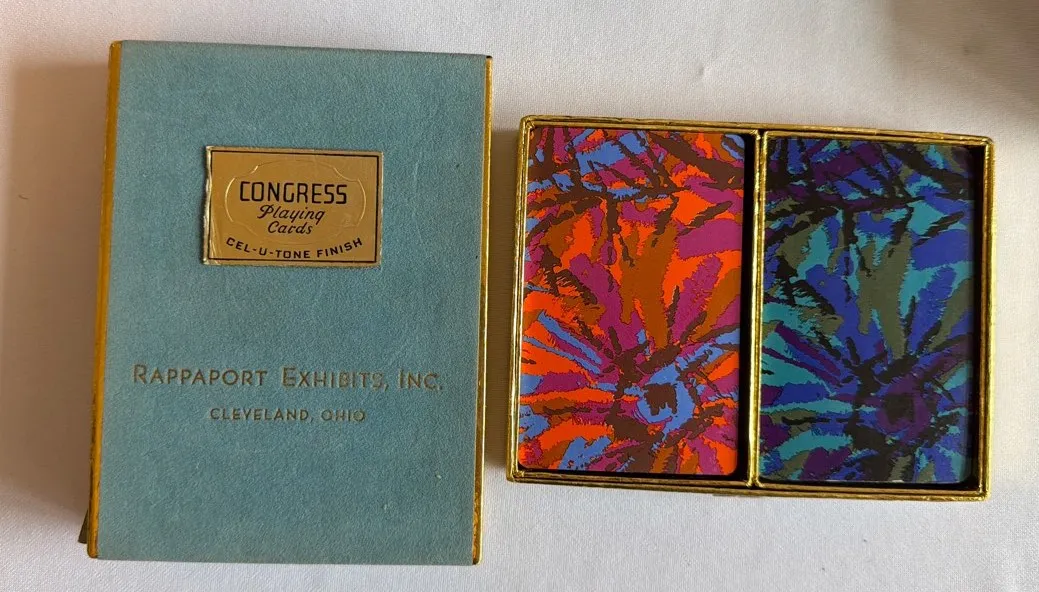 CONGRESS
Playing
Cards
CEL-U-TONE FINISH
RAPPAPORT EXHIBITS, INC.
CLEVELAND, OHIO